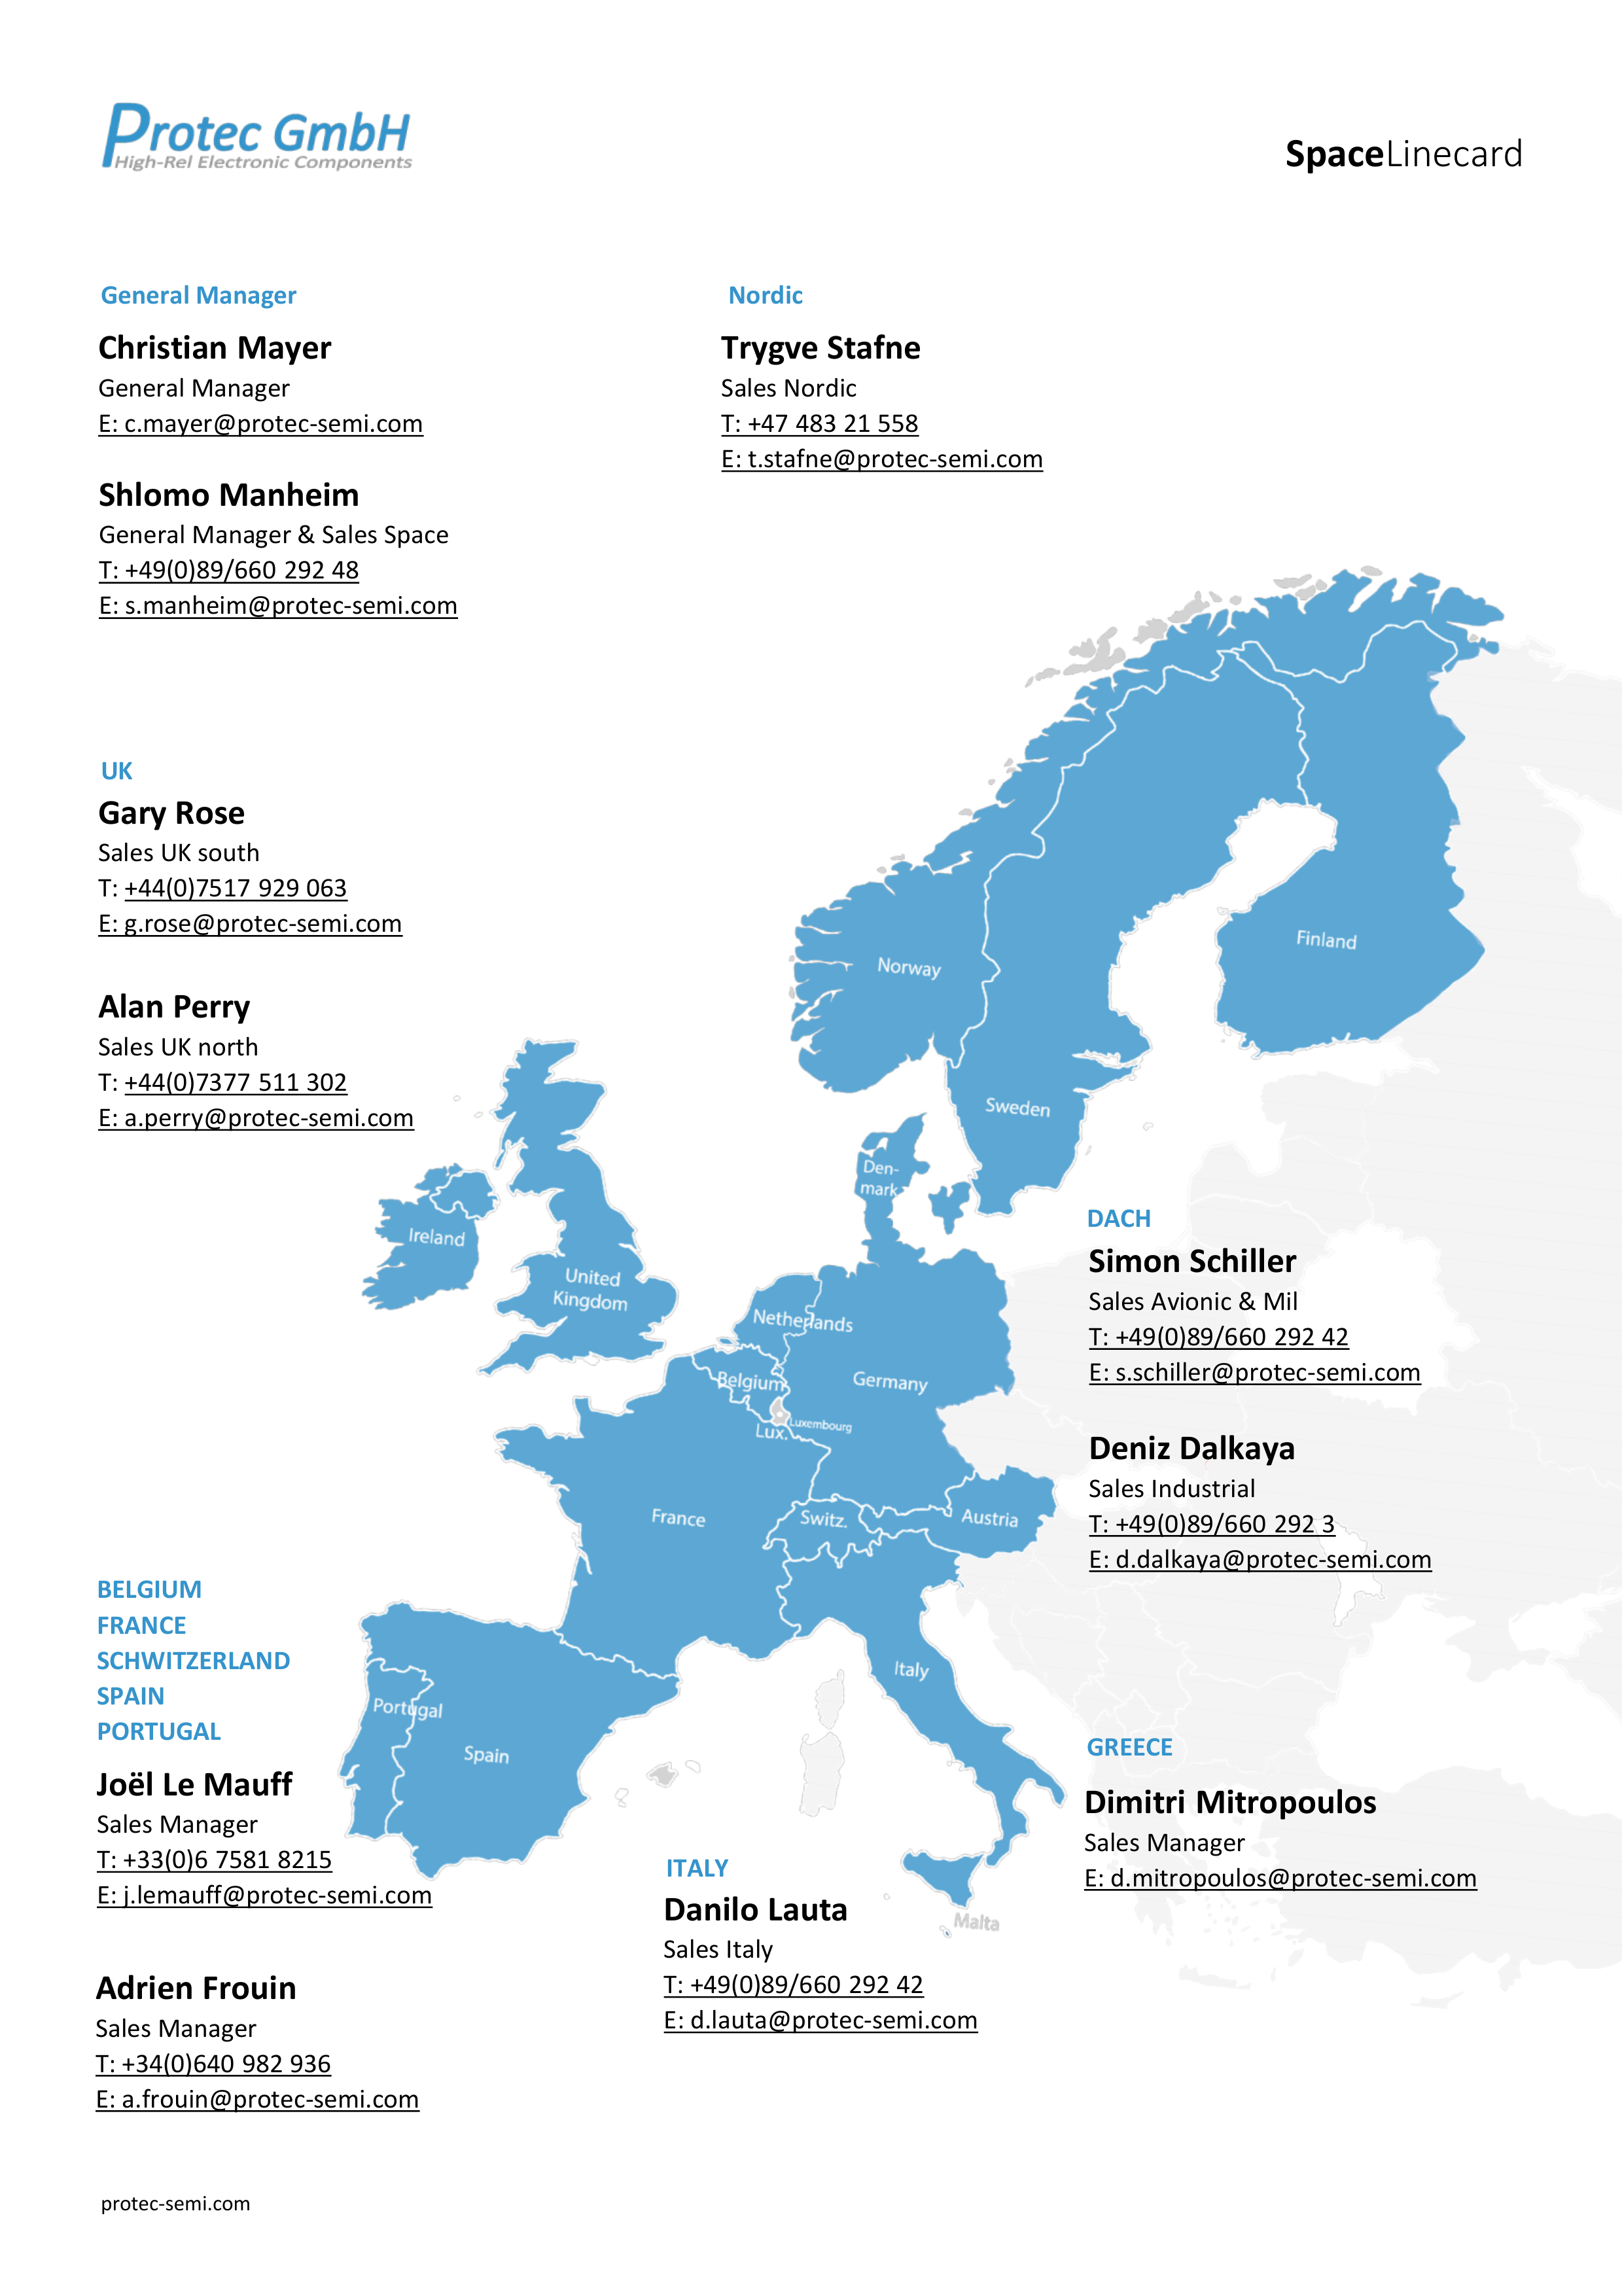 Protec GmbH
High-Rel Electronic Components
SpaceLinecard
General Manager
Christian Mayer
General Manager
E: c.mayer@protec-semi.com
Shlomo Manheim
General Manager & Sales Space
T: +49(0)89/660 292 48
E: s.manheim@protec-semi.com
Nordic
Trygve Stafne
Sales Nordic
T: +47 483 21 558
E: t.stafne@protec-semi.com
UK
Gary Rose
Sales UK south
T: +44(0)7517 929 063
E: g.rose@protec-semi.com
Alan Perry
Sales UK north
T: +44(0)7377 511 302
E: a.perry@protec-semi.com
Finland
Norway
Sweden
Den-
mark
Ireland
United
Kingdom
Netherlands
Belgium
Germany
Luxembourg
Lux.
France
Switz.
Austria
Italy
Portugal
Spain
Malta
DACH
Simon Schiller
Sales Avionic & Mil
T: +49(0)89/660 292 42
E: s.schiller@protec-semi.com
Deniz Dalkaya
Sales Industrial
T: +49(0)89/660 292 3
E: d.dalkaya@protec-semi.com
BELGIUM
FRANCE
SCHWITZERLAND
SPAIN
PORTUGAL
Joël Le Mauff
Sales Manager
T: +33(0)6 7581 8215
E: j.lemauff@protec-semi.com
Adrien Frouin
Sales Manager
T: +34(0)640 982 936
E: a.frouin@protec-semi.com
ITALY
Danilo Lauta
Sales Italy
T: +49(0)89/660 292 42
E: d.lauta@protec-semi.com
GREECE
Dimitri Mitropoulos
Sales Manager
E: d.mitropoulos@protec-semi.com
protec-semi.com